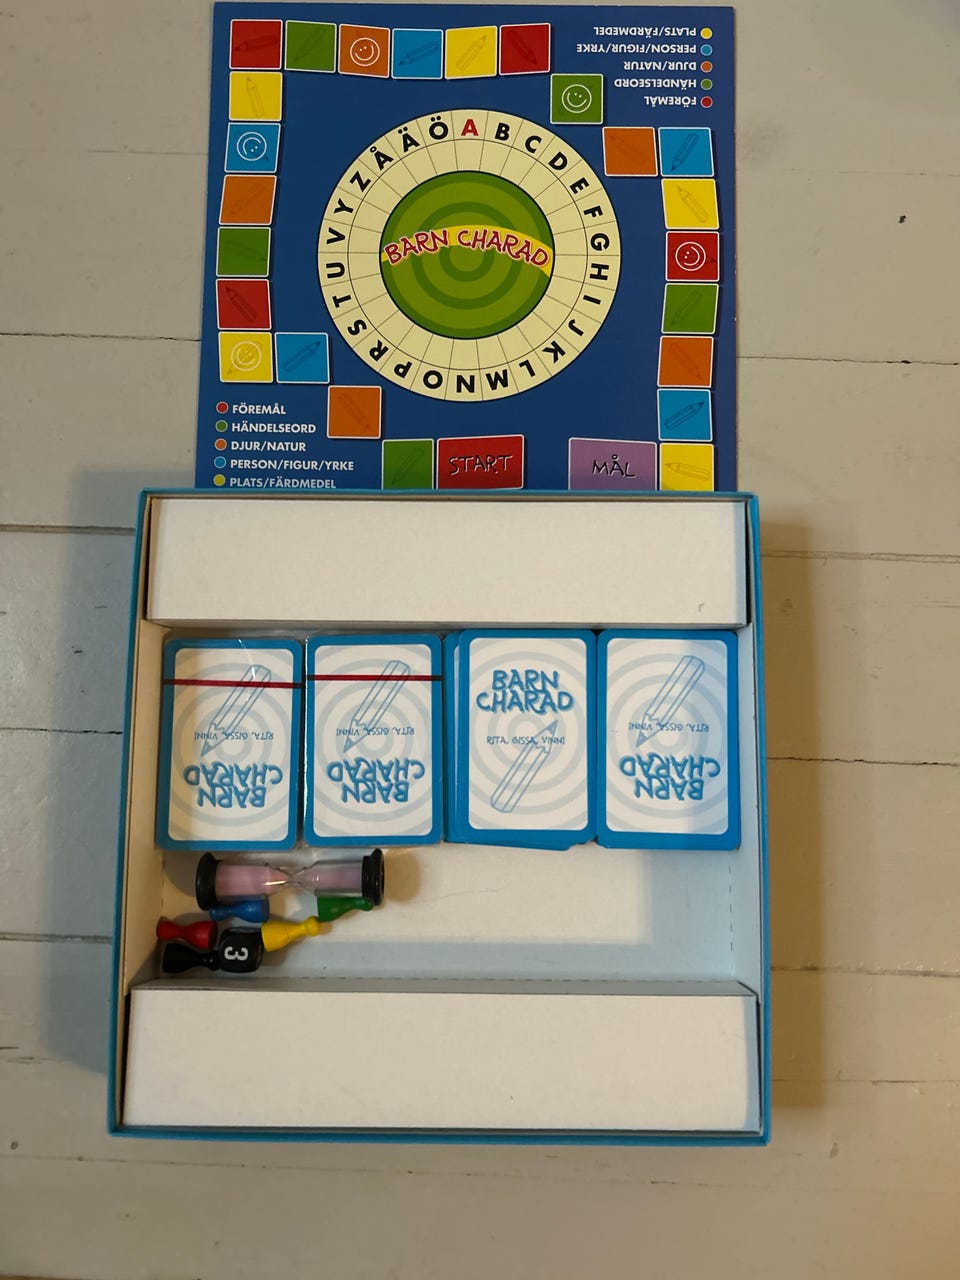 PLATS/FÄRDMEDEL
PERSON/FIGUR/YRKE
DJUR/NATUR
HÄNDELSEORD
FÖREMÅL
A B C D E F G H I J K L M N O P R S T U V Y Z Å Ä Ö
BARN CHARAD
FÖREMÅL
HÄNDELSEORD
DJUR/NATUR
PERSON/FIGUR/YRKE
PLATS/FÄRDMEDEL
START
MÅL
BARN
CHARAD
RITA, GISSA, VINN!
BARN
CHARAD
RITA, GISSA, VINN!
BARN
CHARAD
RITA, GISSA, VINN!
BARN
CHARAD
RITA, GISSA, VINN!
3